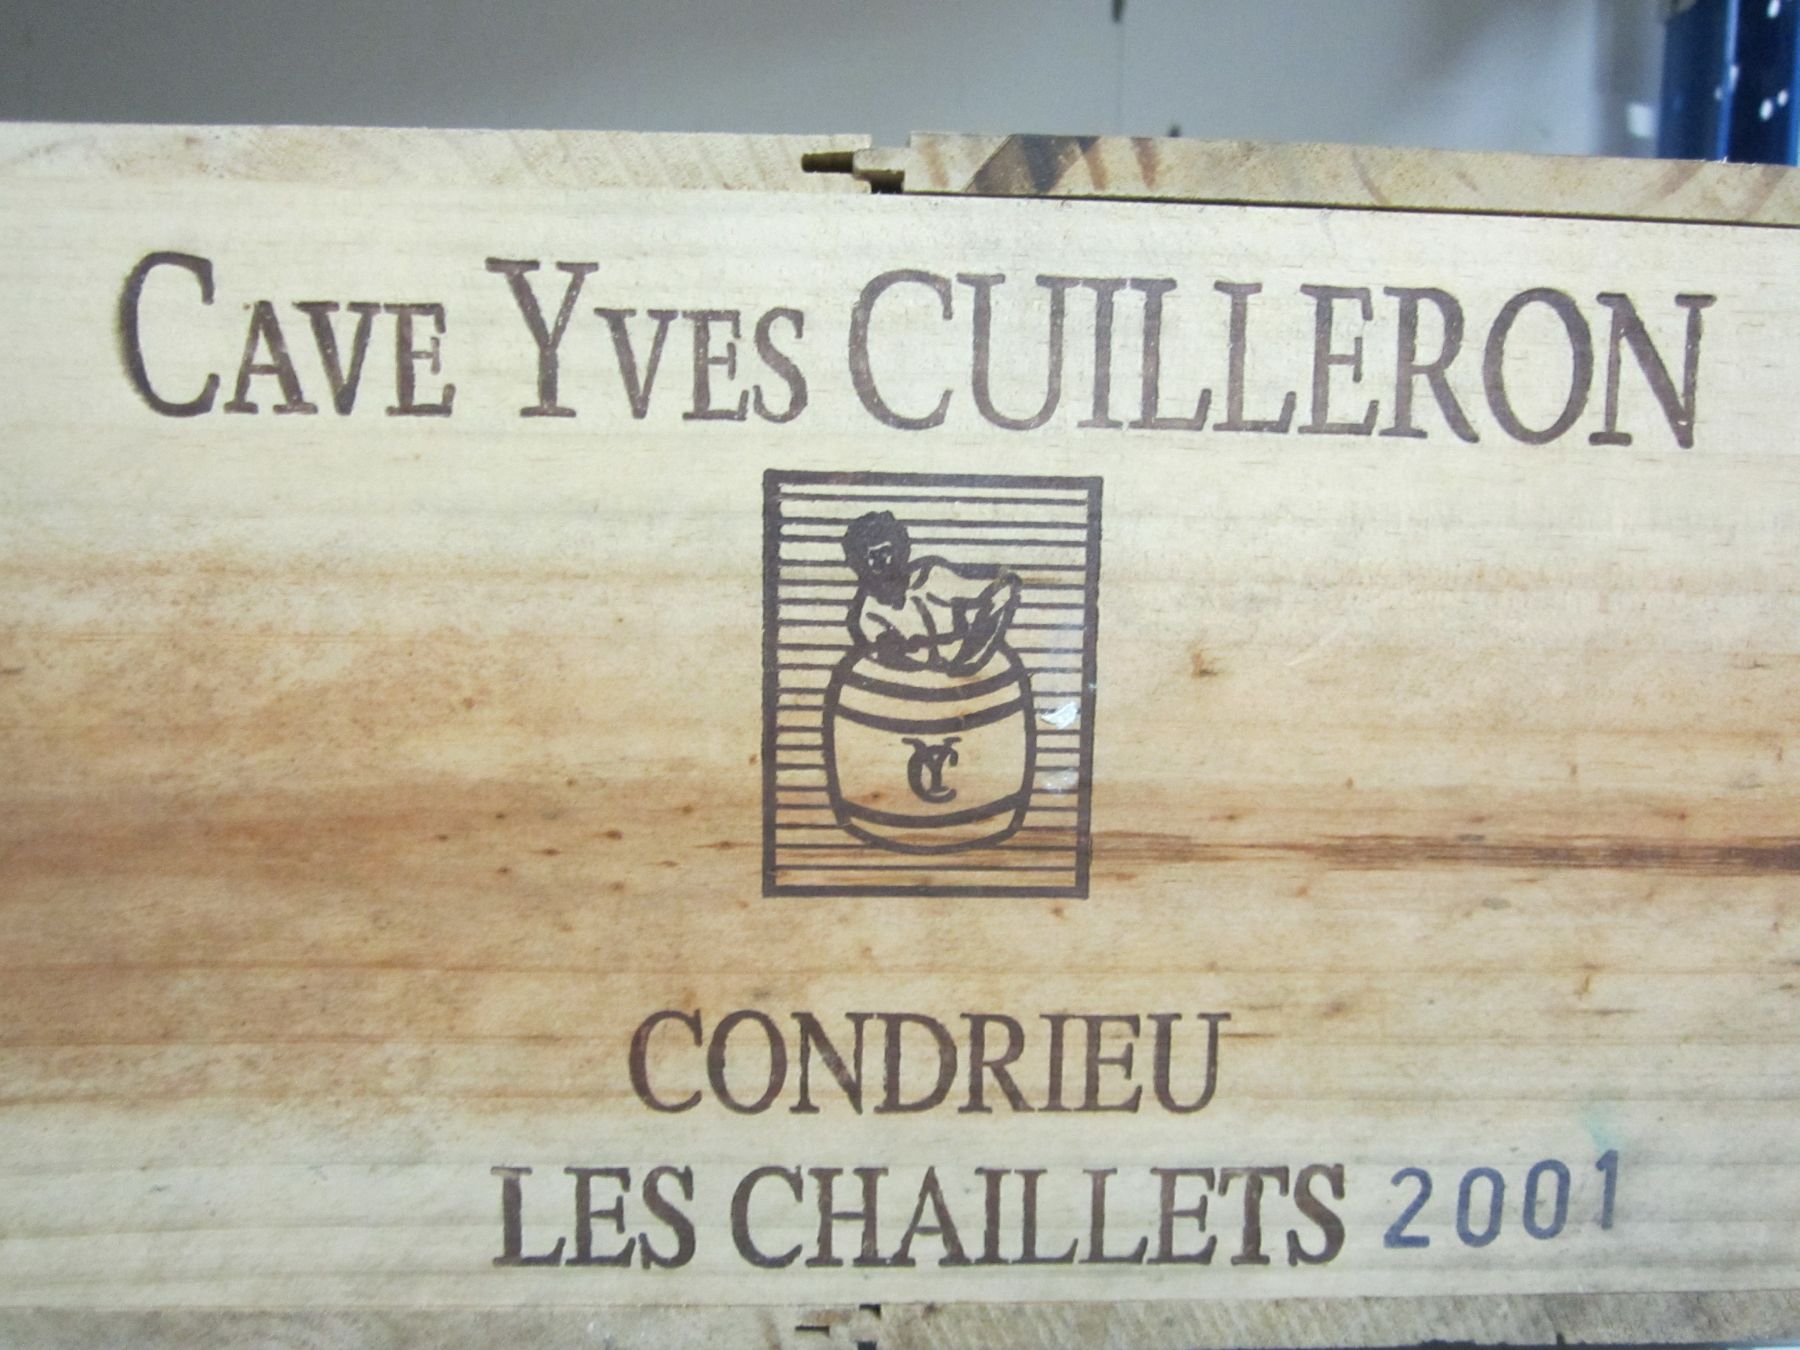 CAVE YVES CUILLERON
YC
CONDRIEU
LES CHAILLETS 2001